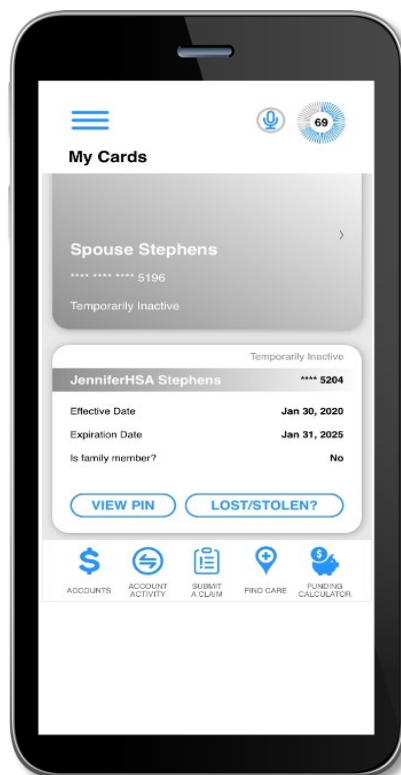 69
My Cards
Spouse Stephens
**** **** **** 5196
Temporarily Inactive
Temporarily Inactive
JenniferHSA Stephens **** 5204
Effective Date Jan 30, 2020
Expiration Date Jan 31, 2025
Is family member? No
VIEW PIN LOST/STOLEN?
ACCOUNTS ACCOUNT ACTIVITY SUBMIT A CLAIM FIND CARE FUNDING CALCULATOR